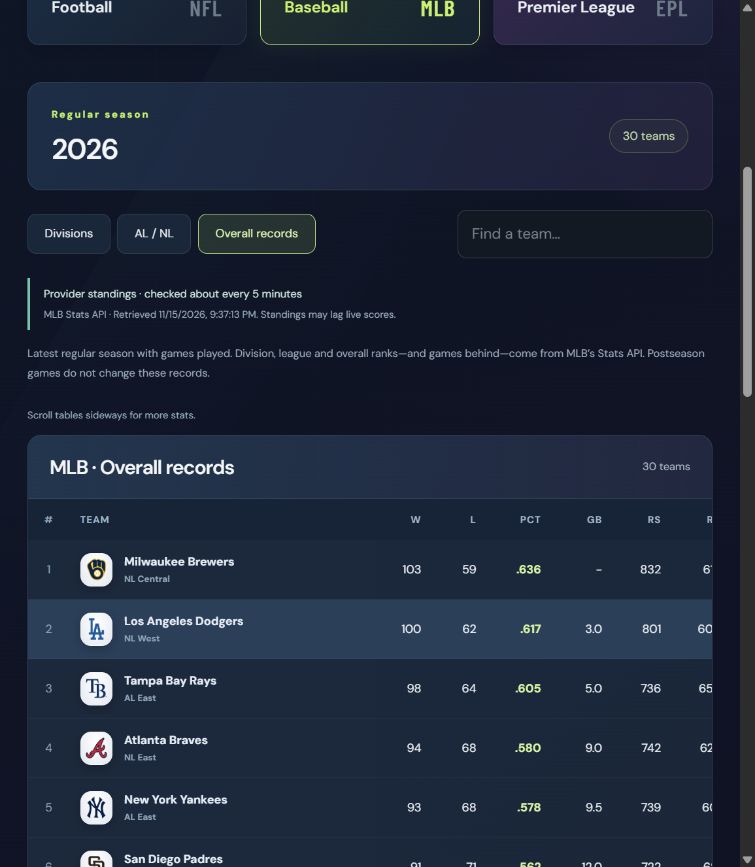 Football NFL
Baseball MLB
Premier League EPL
Regular season
2026
30 teams
Divisions
AL / NL
Overall records
Find a team...
Provider standings · checked about every 5 minutes
MLB Stats API · Retrieved 11/15/2026, 9:37:13 PM. Standings may lag live scores.
Latest regular season with games played. Division, league and overall ranks—and games behind—come from MLB's Stats API. Postseason
games do not change these records.
Scroll tables sideways for more stats.
MLB · Overall records 30 teams
# TEAM W L PCT GB RS
1 Milwaukee Brewers 103 59 .636 – 832
NL Central
2 Los Angeles Dodgers 100 62 .617 3.0 801
NL West
3 Tampa Bay Rays 98 64 .605 5.0 736
AL East
4 Atlanta Braves 94 68 .580 9.0 742
NL East
5 New York Yankees 93 68 .578 9.5 739
AL East
6 San Diego Padres 91 71 .562 12.0